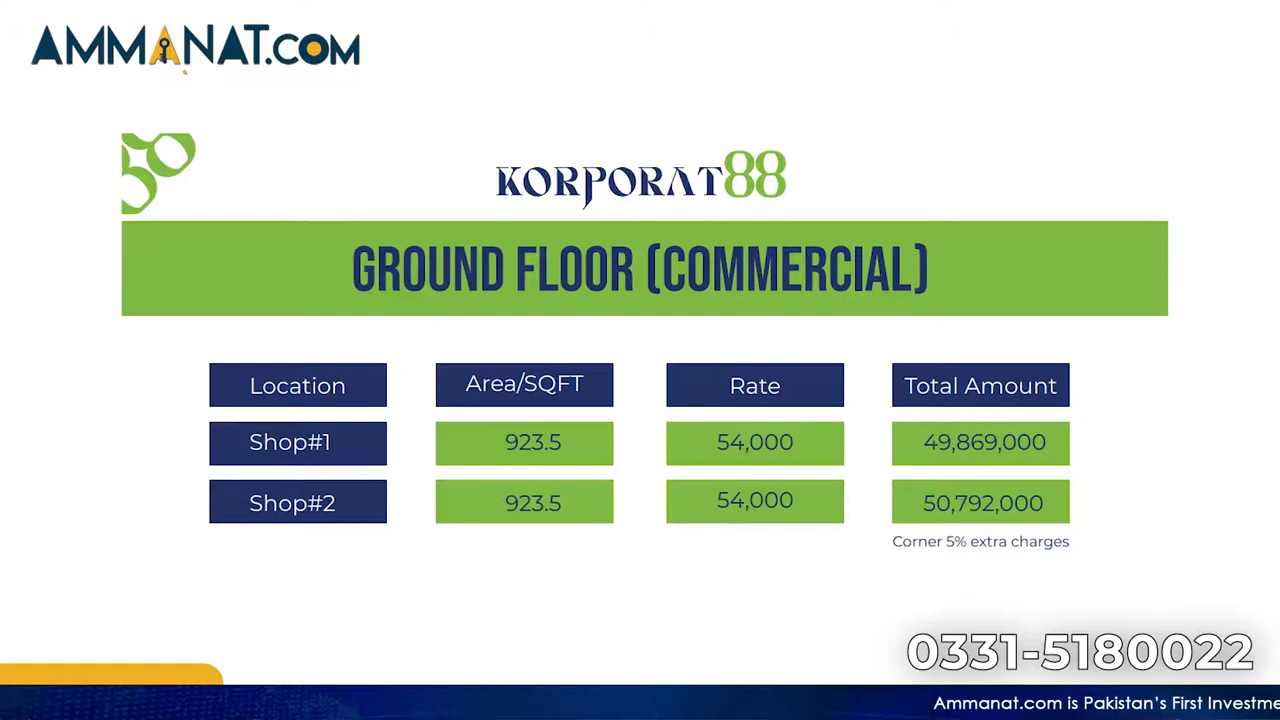 AMMANAT.COM
KORPORAT88
GROUND FLOOR (COMMERCIAL)
Location Area/SQFT Rate Total Amount
Shop#1 923.5 54,000 49,869,000
Shop#2 923.5 54,000 50,792,000
Corner 5% extra charges
0331-5180022
Ammanat.com is Pakistan's First Investme